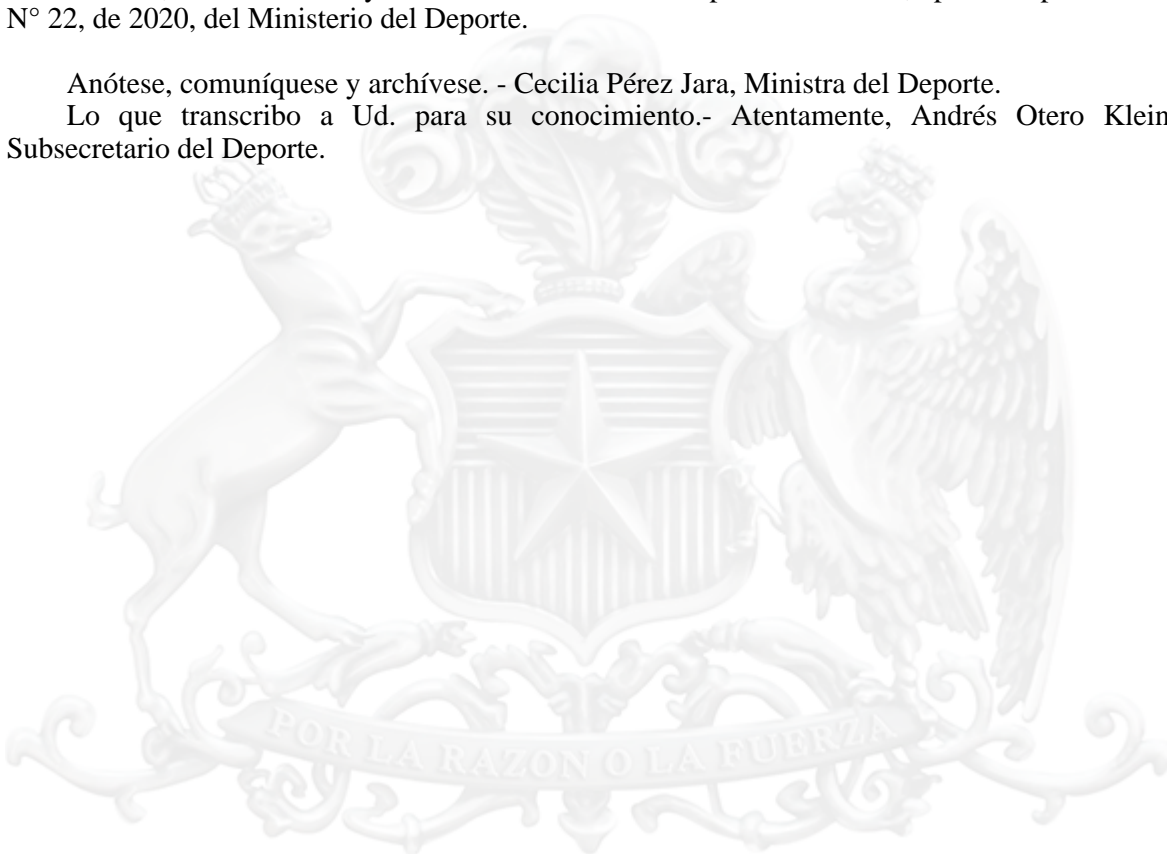 N° 22, de 2020, del Ministerio del Deporte.
Anótese, comuníquese y archívese. - Cecilia Pérez Jara, Ministra del Deporte.
Lo que transcribo a Ud. para su conocimiento.- Atentamente, Andrés Otero Klein
Subsecretario del Deporte.
POR LA RAZON O LA FUERZA